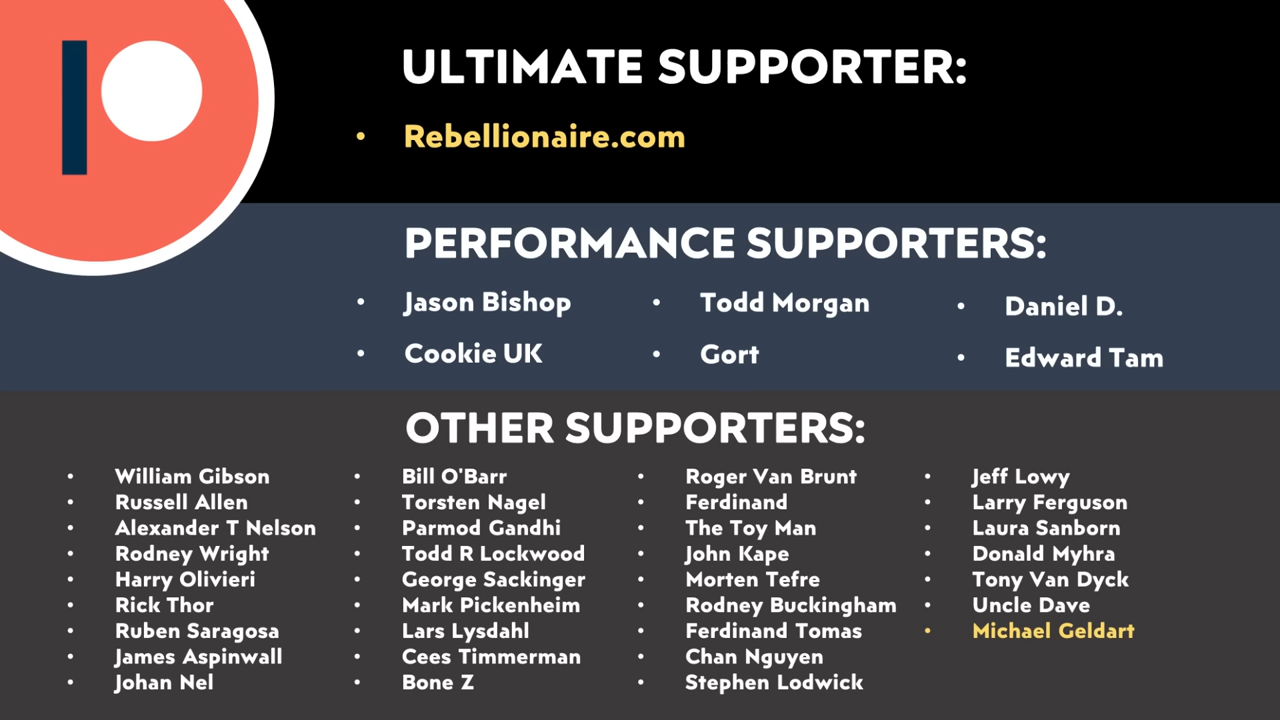 ULTIMATE SUPPORTER:
• Rebellionaire.com
PERFORMANCE SUPPORTERS:
• Jason Bishop
• Cookie UK
• Todd Morgan
• Gort
• Daniel D.
• Edward Tam
OTHER SUPPORTERS:
• William Gibson
• Russell Allen
• Alexander T Nelson
• Rodney Wright
• Harry Olivieri
• Rick Thor
• Ruben Saragosa
• James Aspinwall
• Johan Nel
• Bill O'Barr
• Torsten Nagel
• Parmod Gandhi
• Todd R Lockwood
• George Sackinger
• Mark Pickenheim
• Lars Lysdahl
• Cees Timmerman
• Bone Z
• Roger Van Brunt
• Ferdinand
• The Toy Man
• John Kape
• Morten Tefre
• Rodney Buckingham
• Ferdinand Tomas
• Chan Nguyen
• Stephen Lodwick
• Jeff Lowy
• Larry Ferguson
• Laura Sanborn
• Donald Myhra
• Tony Van Dyck
• Uncle Dave
• Michael Geldart